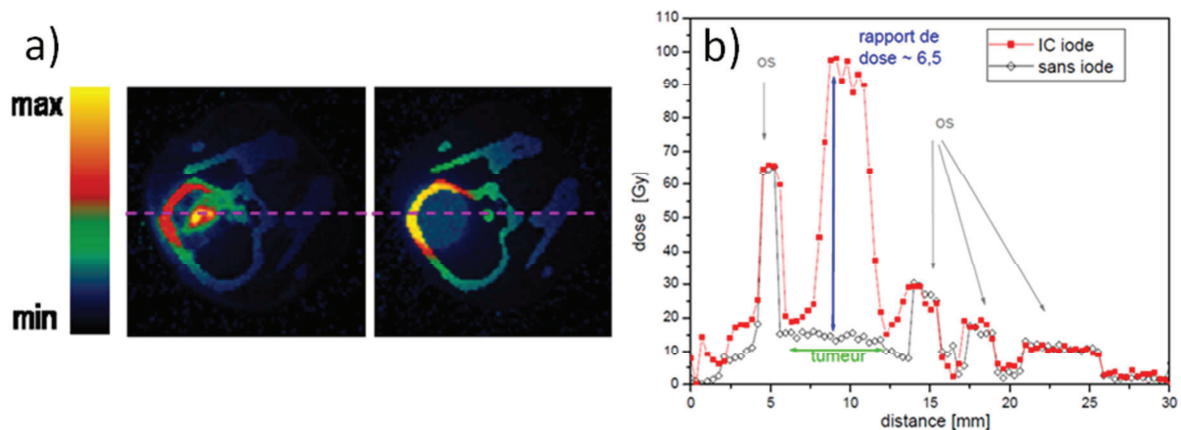 a)
max
min
b)
rapport de
dose ~ 6,5
os
IC iode
sans iode
os
tumeur
dose [Gy]
110
100
90
80
70
60
50
40
30
20
10
0
0
5
10
15
20
25
30
distance [mm]